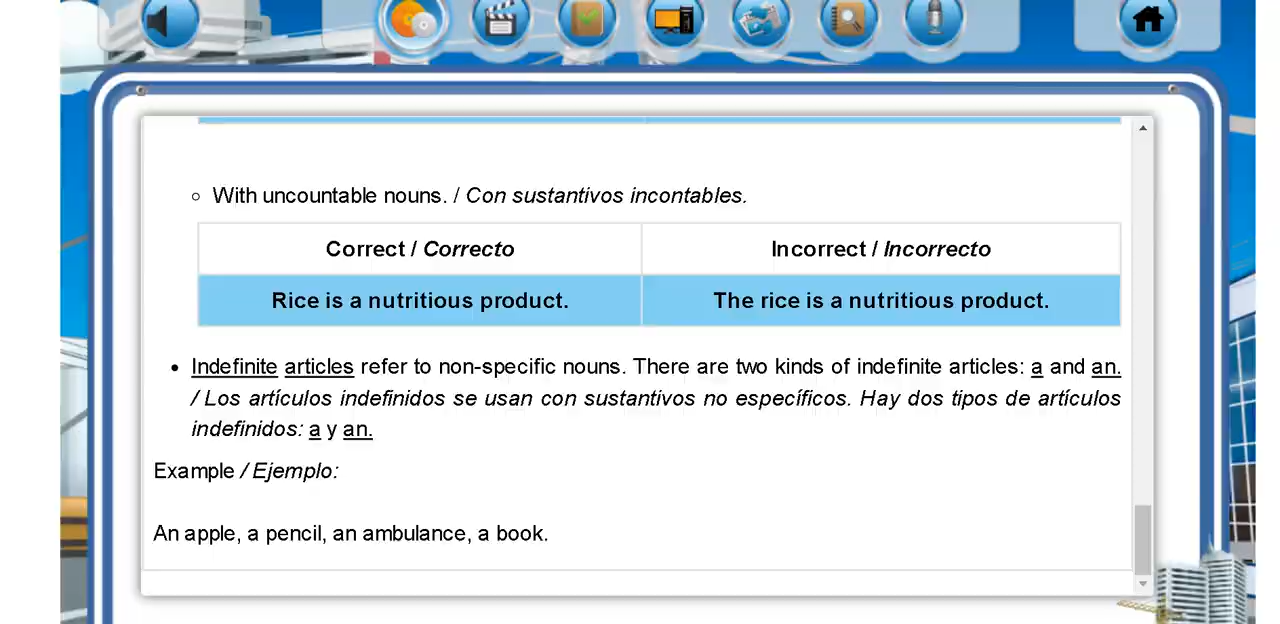 With uncountable nouns. / Con sustantivos incontables.
Correct / Correcto
Incorrect / Incorrecto
Rice is a nutritious product.
The rice is a nutritious product.
Indefinite articles refer to non-specific nouns. There are two kinds of indefinite articles: a and an.
/ Los artículos indefinidos se usan con sustantivos no específicos. Hay dos tipos de artículos
indefinidos: a y an.
Example / Ejemplo:
An apple, a pencil, an ambulance, a book.